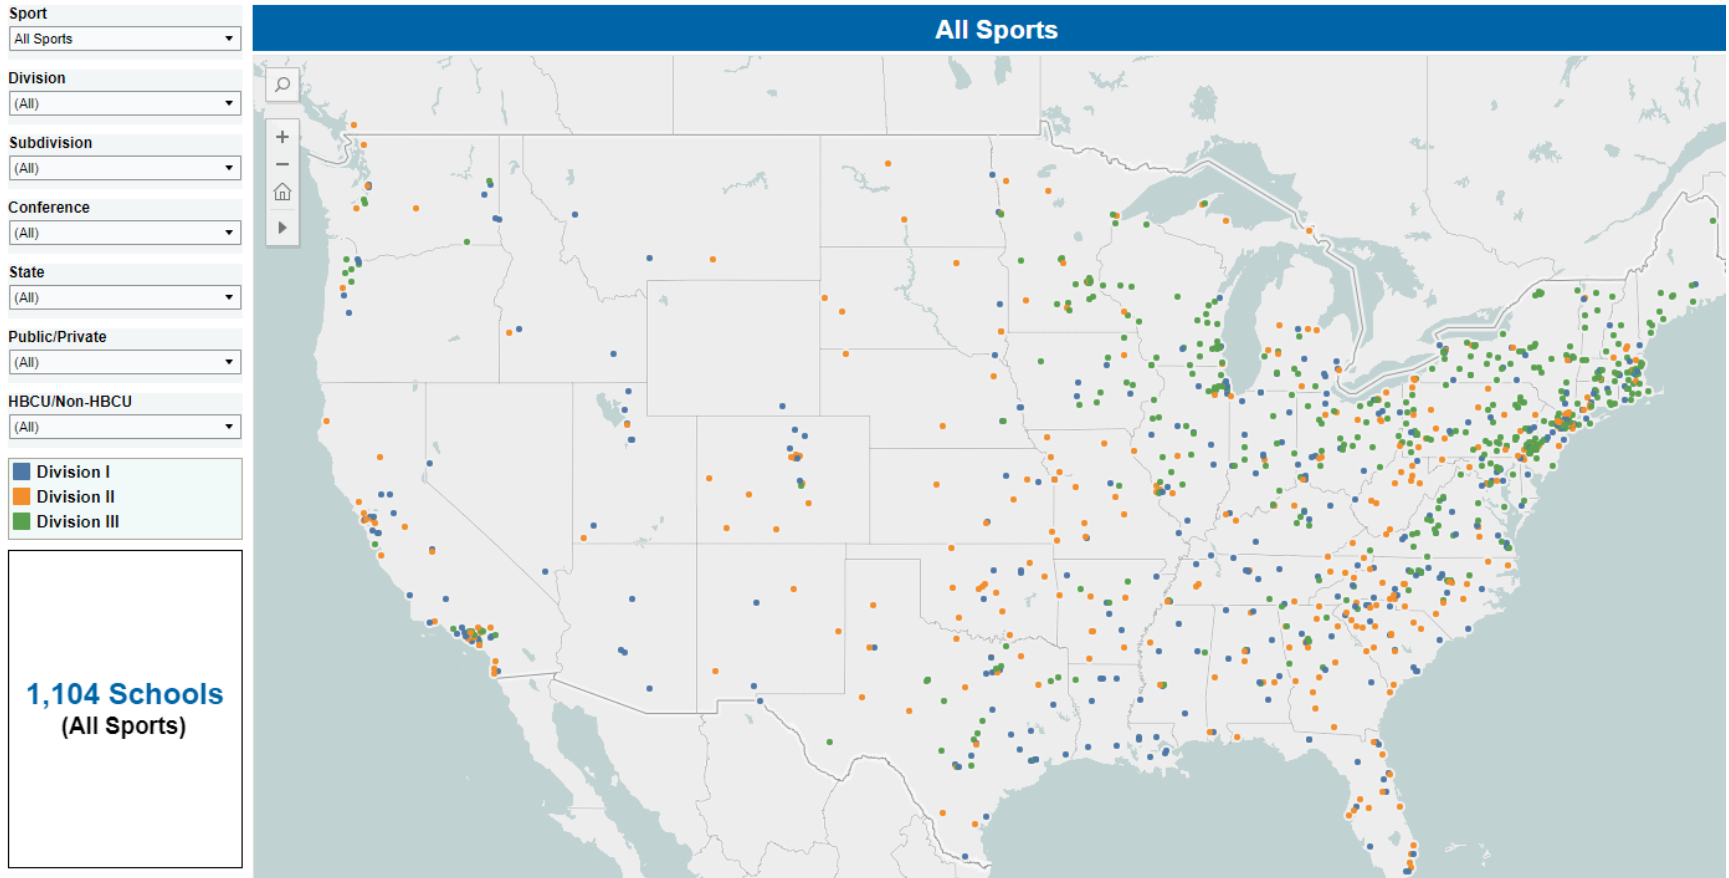 Sport
All Sports
Division
(All)
Subdivision
(All)
Conference
(All)
State
(All)
Public/Private
(All)
HBCU/Non-HBCU
(All)
Division I
Division II
Division III
1,104 Schools
(All Sports)
All Sports